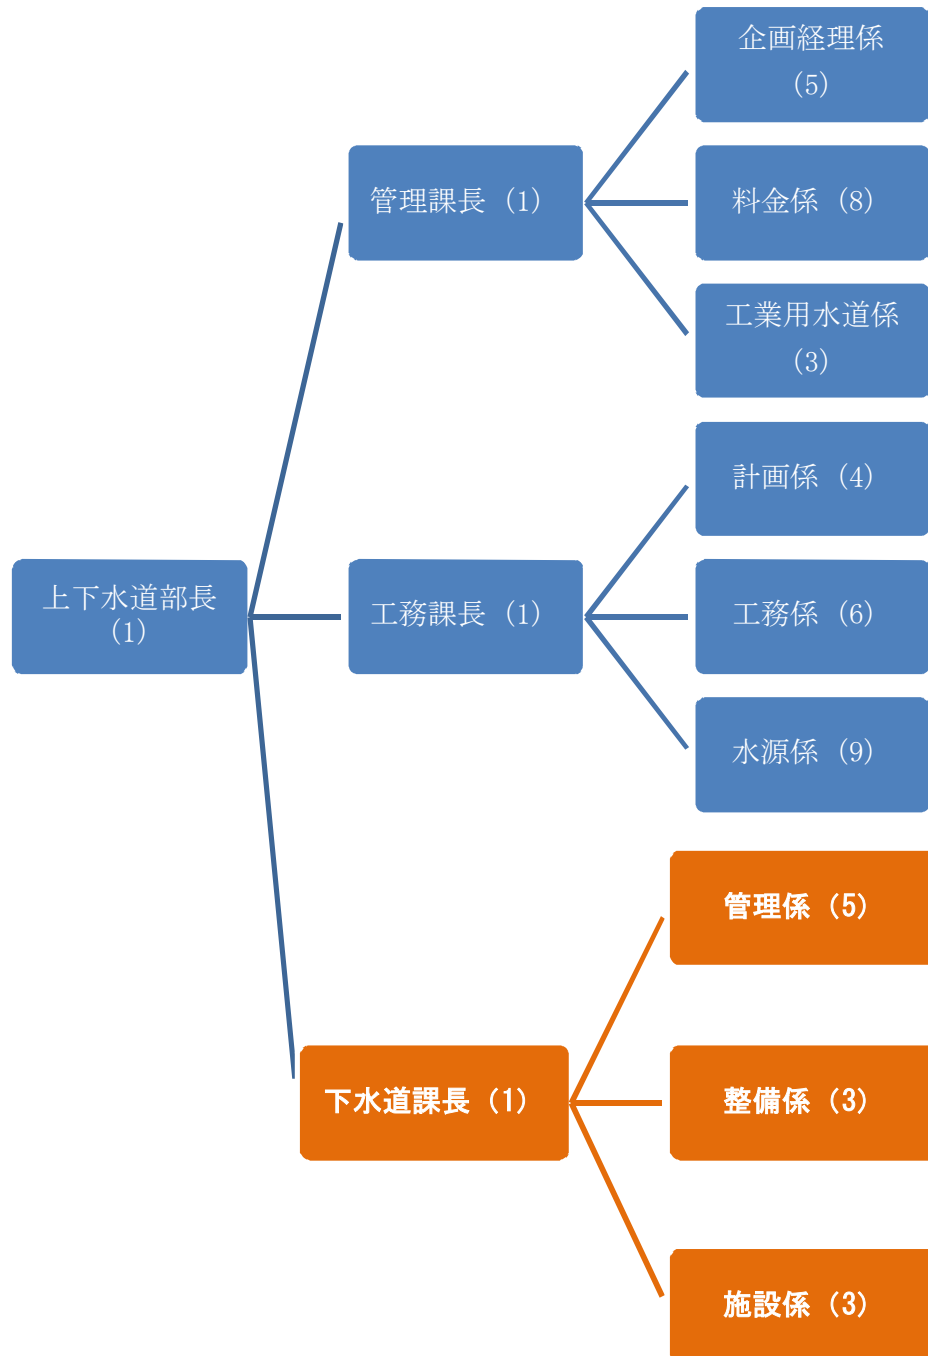 企画経理係
（5）
管理課長（1）
料金係（8）
工業用水道係
（3）
計画係（4）
上下水道部長
（1）
工務課長（1）
工務係（6）
水源係（9）
管理係（5）
下水道課長（1）
整備係（3）
施設係（3）